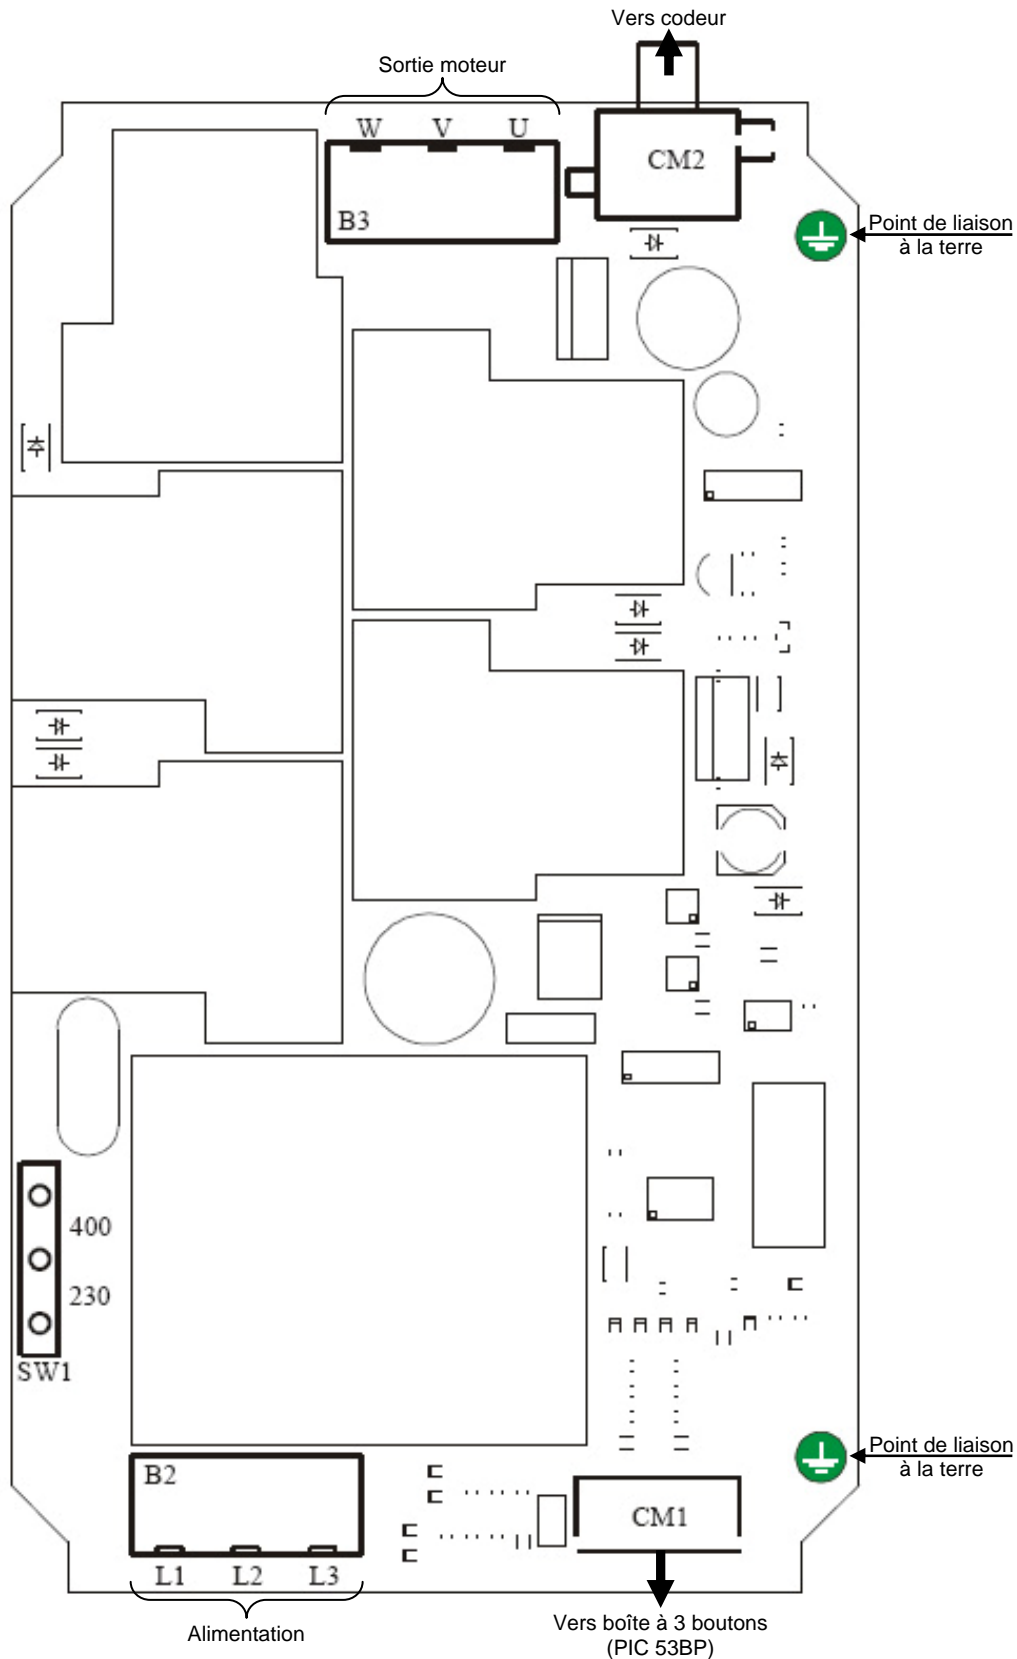 Vers codeur
Sortie moteur
W V U
CM2
B3
Point de liaison
à la terre
400
230
SW1
Point de liaison
à la terre
B2
CM1
L1 L2 L3
Vers boîte à 3 boutons
(PIC 53BP)
Alimentation